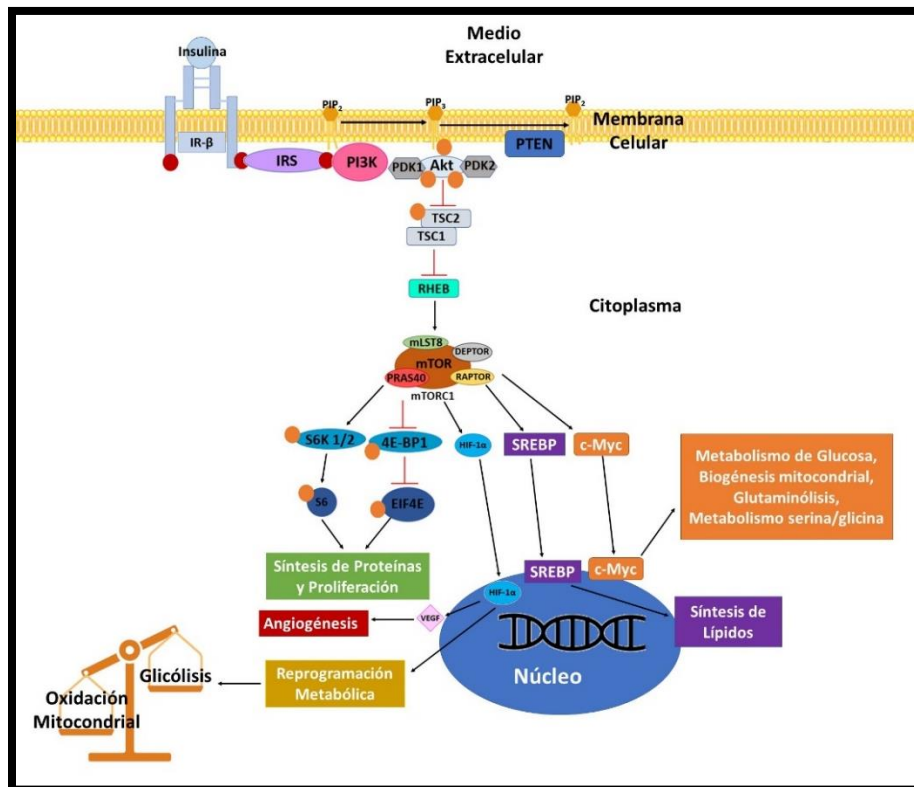 Medio
Extracelular
Insulina
PIP2
PIP3
PIP2
Membrana
Celular
IR-β
IRS
PI3K
PDK1
Akt
PDK2
PTEN
TSC2
TSC1
RHEB
Citoplasma
mLST8
DEPTOR
mTOR
PRAS40
RAPTOR
mTORC1
S6K 1/2
4E-BP1
HIF-1α
SREBP
c-Myc
Metabolismo de Glucosa,
Biogénesis mitocondrial,
Glutaminólisis,
Metabolismo serina/glicina
S6
EIF4E
Síntesis de Proteínas
y Proliferación
SREBP
c-Myc
HIF-1α
Angiogénesis
VEGF
Síntesis de
Lípidos
Núcleo
Glicólisis
Reprogramación
Metabólica
Oxidación
Mitocondrial